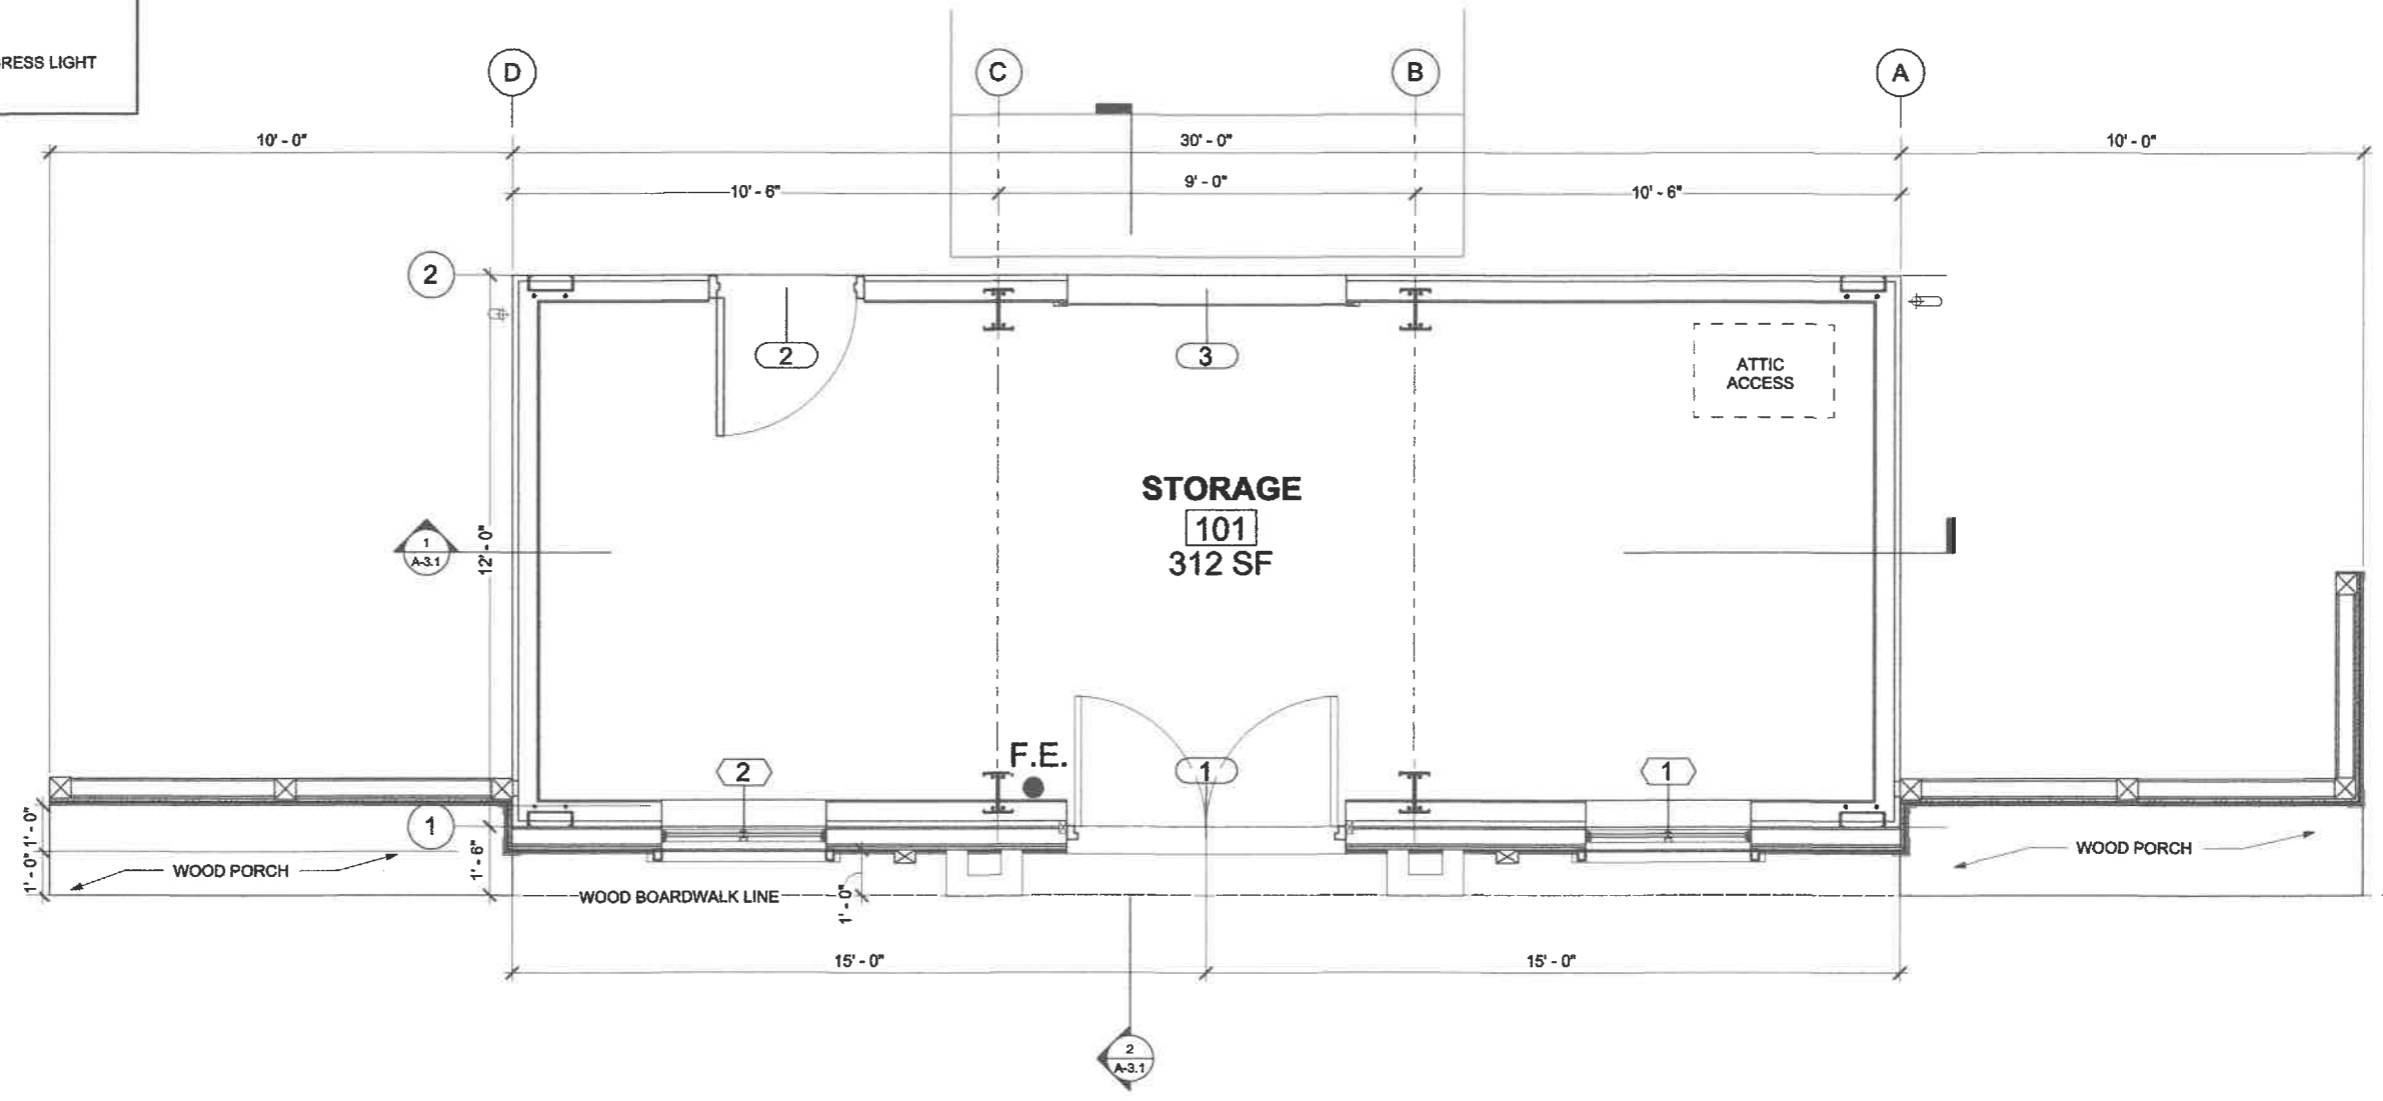 RESS LIGHT
D
C
B
A
10' - 0"
30' - 0"
10' - 0"
10' - 6"
9' - 0"
10' - 6"
2
2
3
ATTIC
ACCESS
STORAGE
101
312 SF
1
A-3.1
12' - 0"
F.E.
2
1
1
1
1' - 0"
1' - 0"
1' - 6"
WOOD PORCH
WOOD BOARDWALK LINE
1' - 0"
WOOD PORCH
15' - 0"
15' - 0"
2
A-3.1